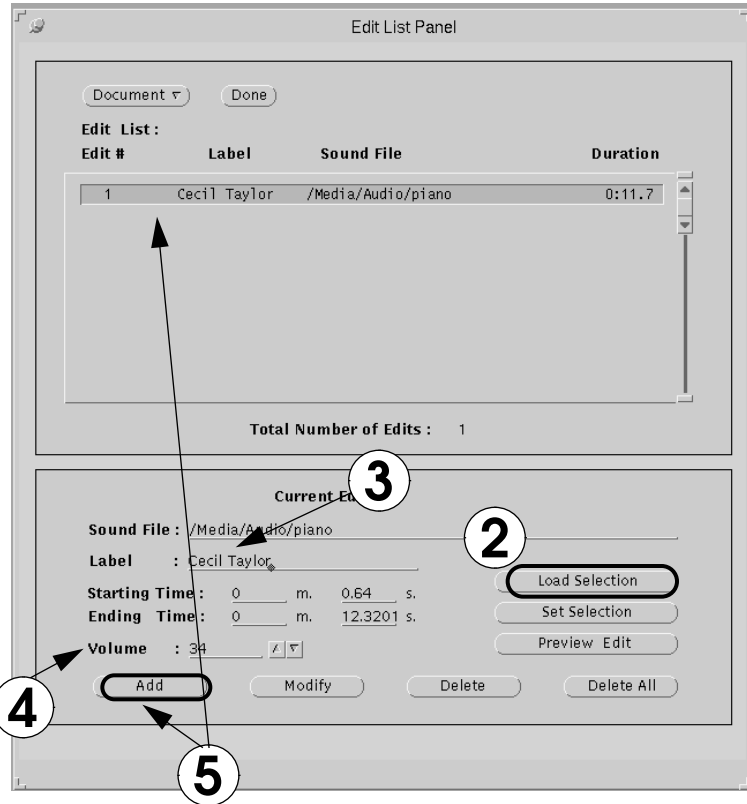 Edit List Panel
Document Done
Edit List :
Edit # Label Sound File Duration
1 Cecil Taylor /Media/Audio/piano 0:11.7
Total Number of Edits : 1
3
Current
Sound File : /Media/Audio/piano
2
Label : Cecil Taylor
Load Selection
Starting Time : 0 m. 0.64 s.
Set Selection
Ending Time : 0 m. 12.3201 s.
Preview Edit
Volume : 34
Add Modify Delete Delete All
4
5